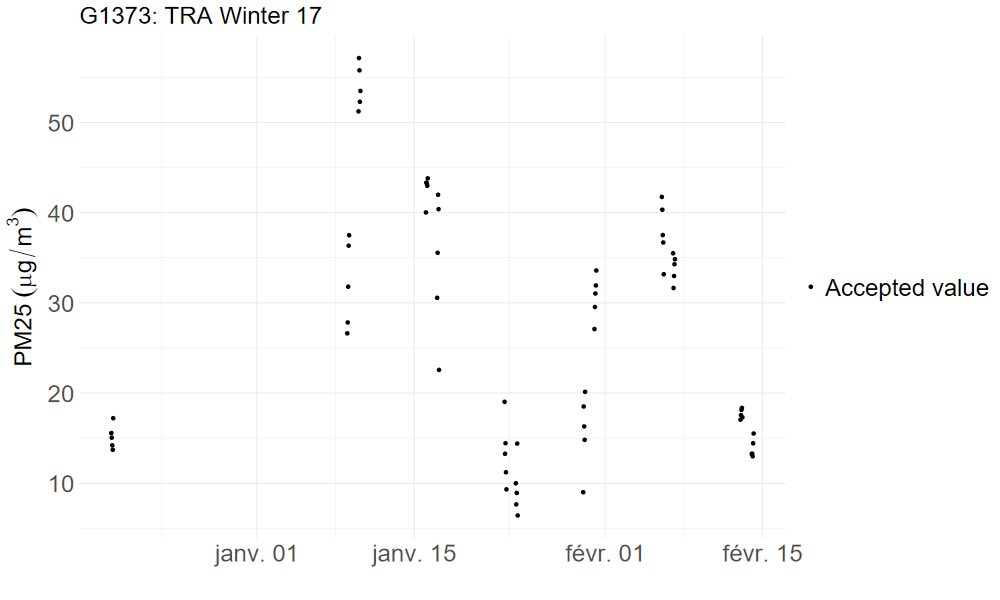 G1373: TRA Winter 17
PM25 (μg/m³)
50
40
30
20
10
janv. 01
janv. 15
févr. 01
févr. 15
Accepted value